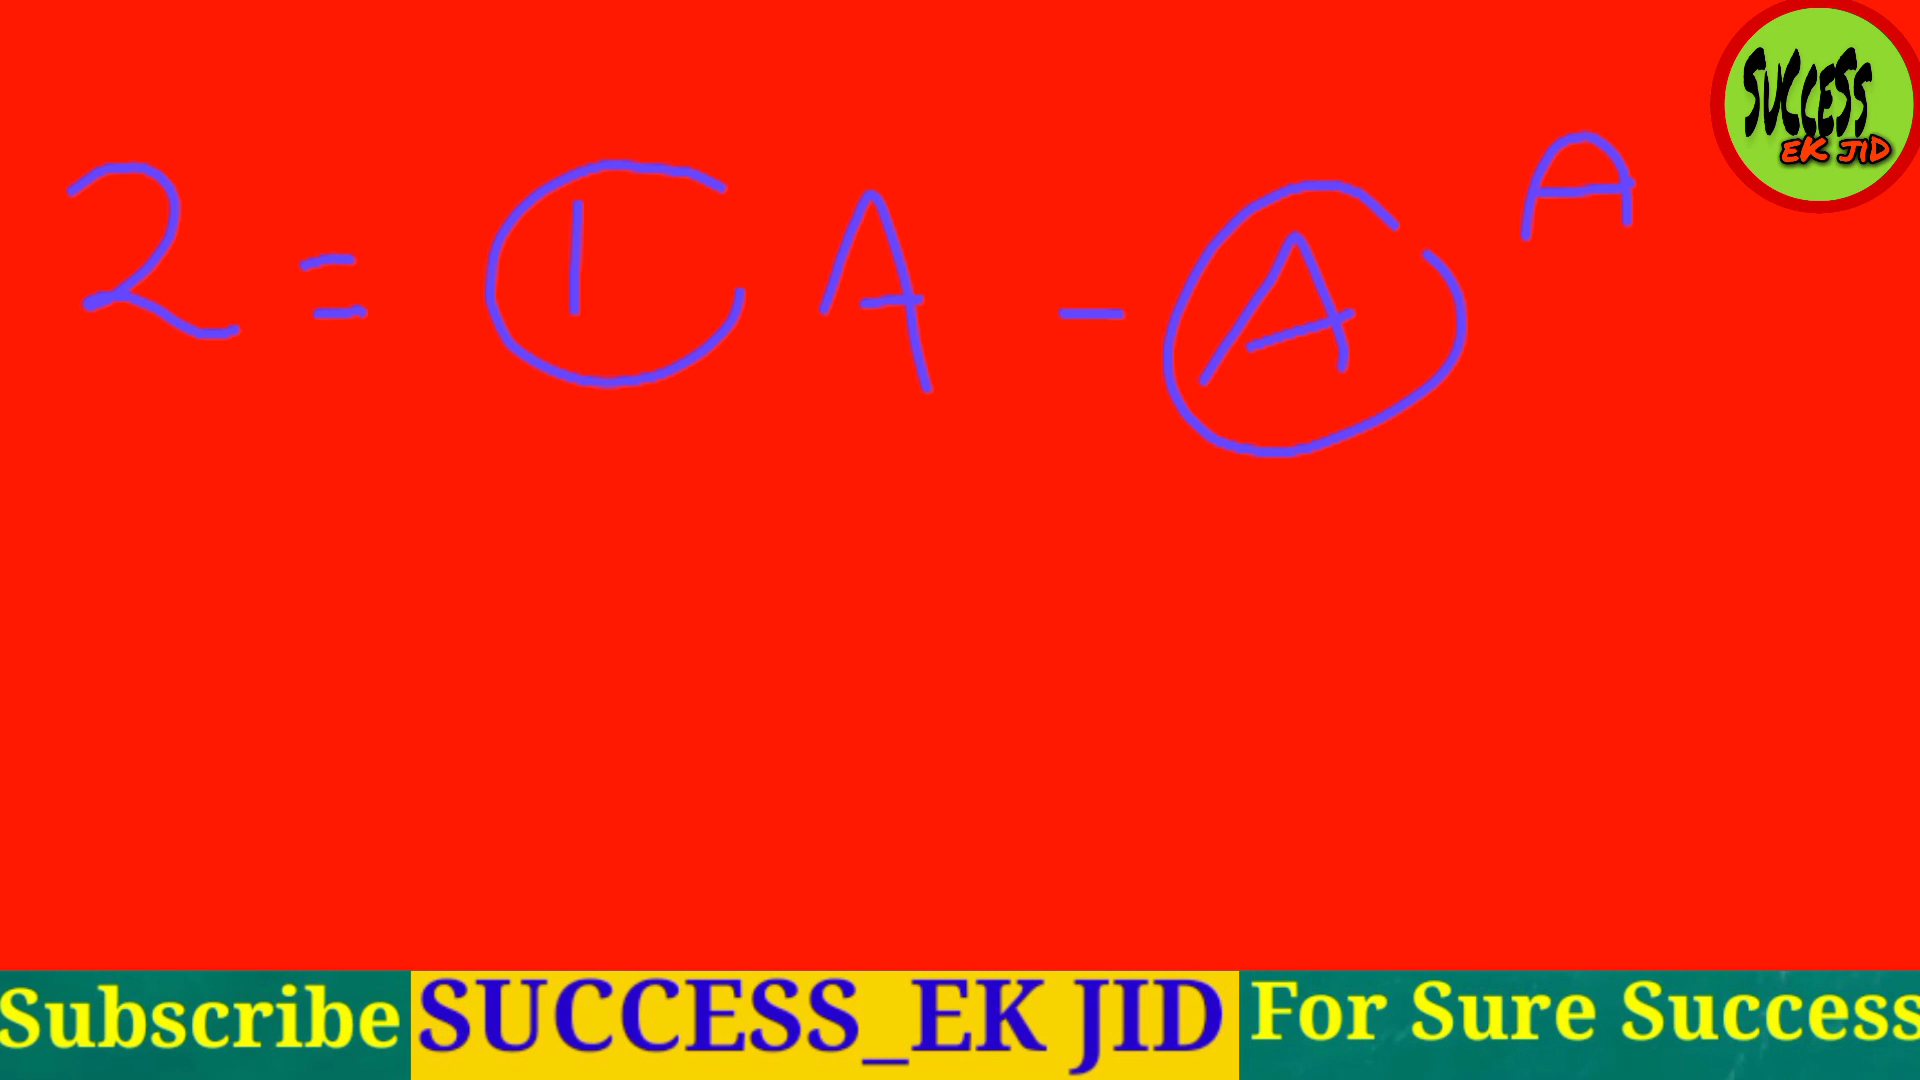 SUCCESS
EK JID
2 = ① A - Ⓐ A
Subscribe SUCCESS_EK JID For Sure Success